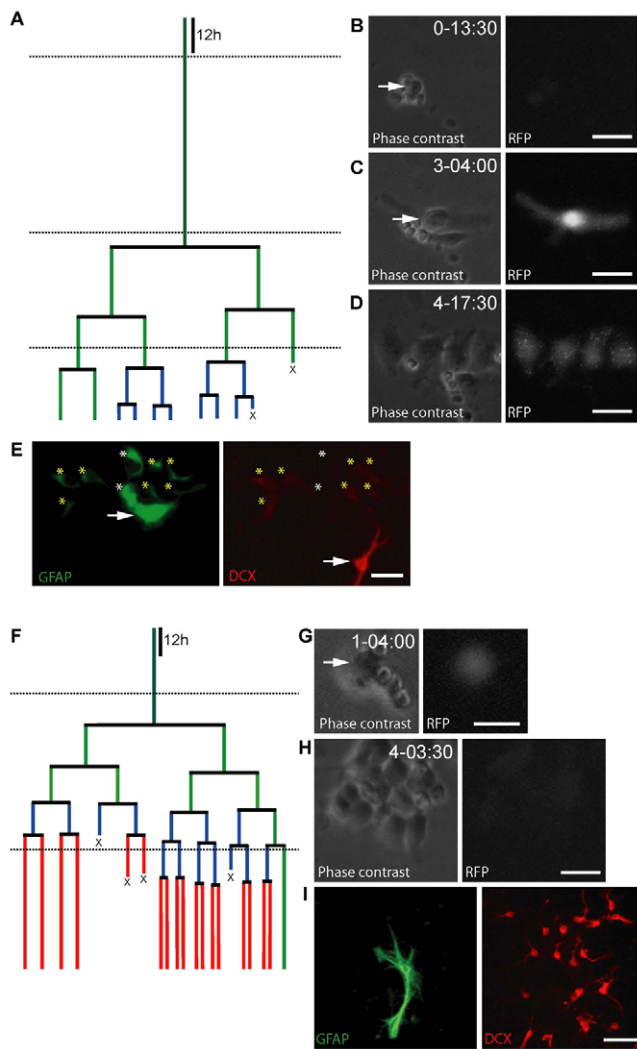 A
12h
X
X
B
0-13:30
Phase contrast
RFP
C
3-04:00
Phase contrast
RFP
D
4-17:30
Phase contrast
RFP
E
* * * * * * * *
GFAP
* * * * * * * *
DCX
F
12h
X
X
X
X
G
1-04:00
Phase contrast
RFP
H
4-03:30
Phase contrast
RFP
I
GFAP
DCX